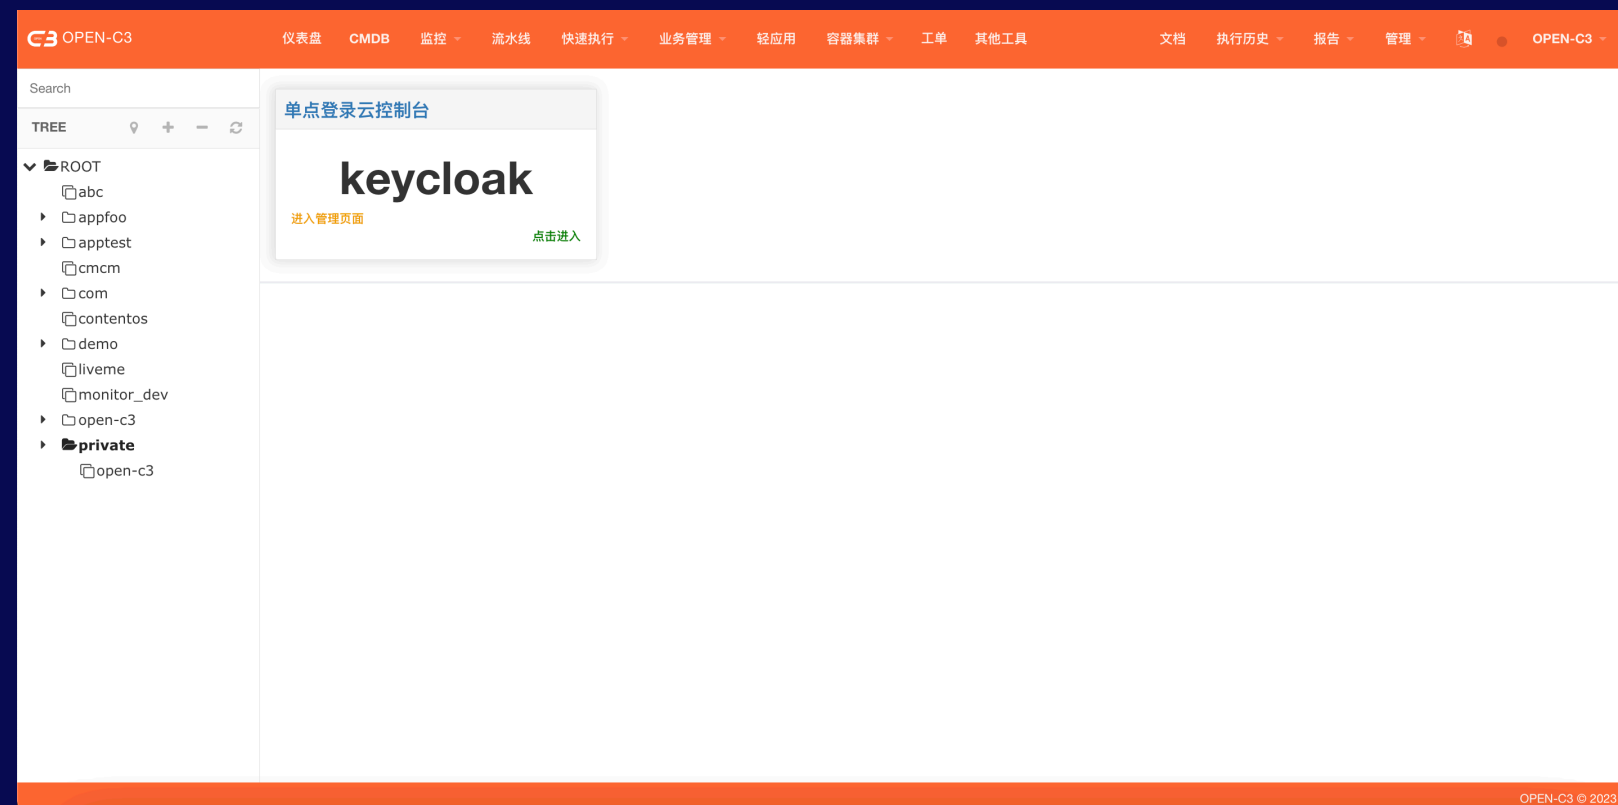 OPEN-C3
仪表盘 CMDB 监控 流水线 快速执行 业务管理 轻应用 容器集群 工单 其他工具 文档 执行历史 报告 管理 OPEN-C3
Search
TREE
ROOT
abc
appfoo
apptest
cmcm
com
contentos
demo
liveme
monitor_dev
open-c3
private
open-c3
单点登录云控制台
keycloak
进入管理页面
点击进入
OPEN-C3 © 2023